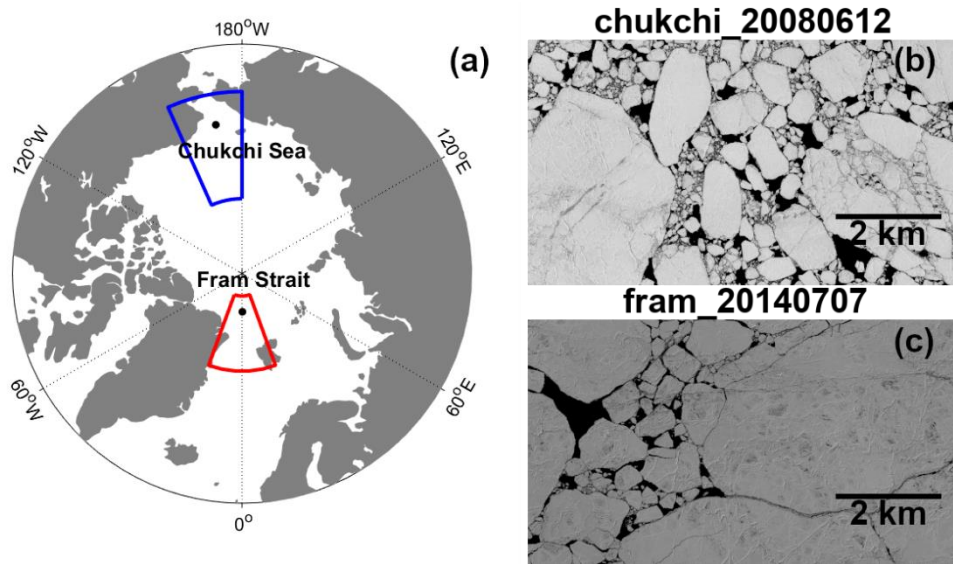 180°W
(a)
120°W
120°E
Chukchi Sea
Fram Strait
60°W
60°E
0°
chukchi_20080612
(b)
2 km
fram_20140707
(c)
2 km